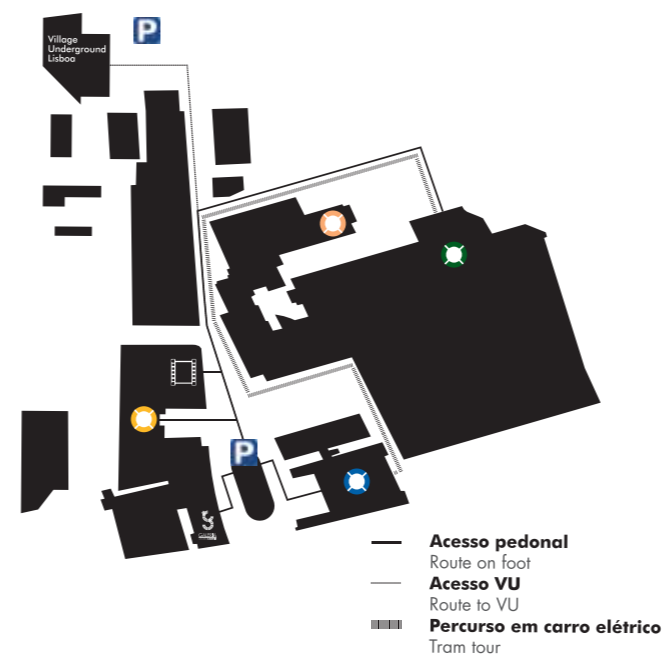 Village
Underground
Lisboa
P
P
Acesso pedonal
Route on foot
Acesso VU
Route to VU
Percurso em carro elétrico
Tram tour